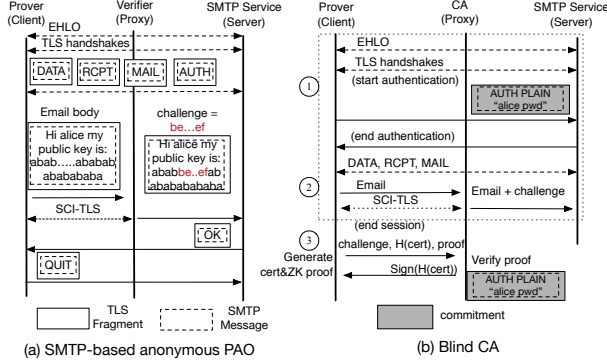 Prover
(Client)
Verifier
(Proxy)
SMTP Service
(Server)
EHLO
TLS handshakes
DATA
RCPT
MAIL
AUTH
Email body
Hi alice my
public key is:
abab.....ababab
abababab​a
challenge =
be...ef
Hi alice my
public key is:
ababbe..efab
ababababab​a
SCI-TLS
OK
QUIT
TLS
Fragment
SMTP
Message
(a) SMTP-based anonymous PAO
Prover
(Client)
CA
(Proxy)
SMTP Service
(Server)
EHLO
TLS handshakes
1
(start authentication)
AUTH PLAIN
“alice pwd”
(end authentication)
DATA, RCPT, MAIL
2
Email
SCI-TLS
Email + challenge
(end session)
3
Generate
cert&ZK proof
challenge, H(cert), proof
Verify proof
Sign(H(cert))
AUTH PLAIN
“alice pwd”
commitment
(b) Blind CA